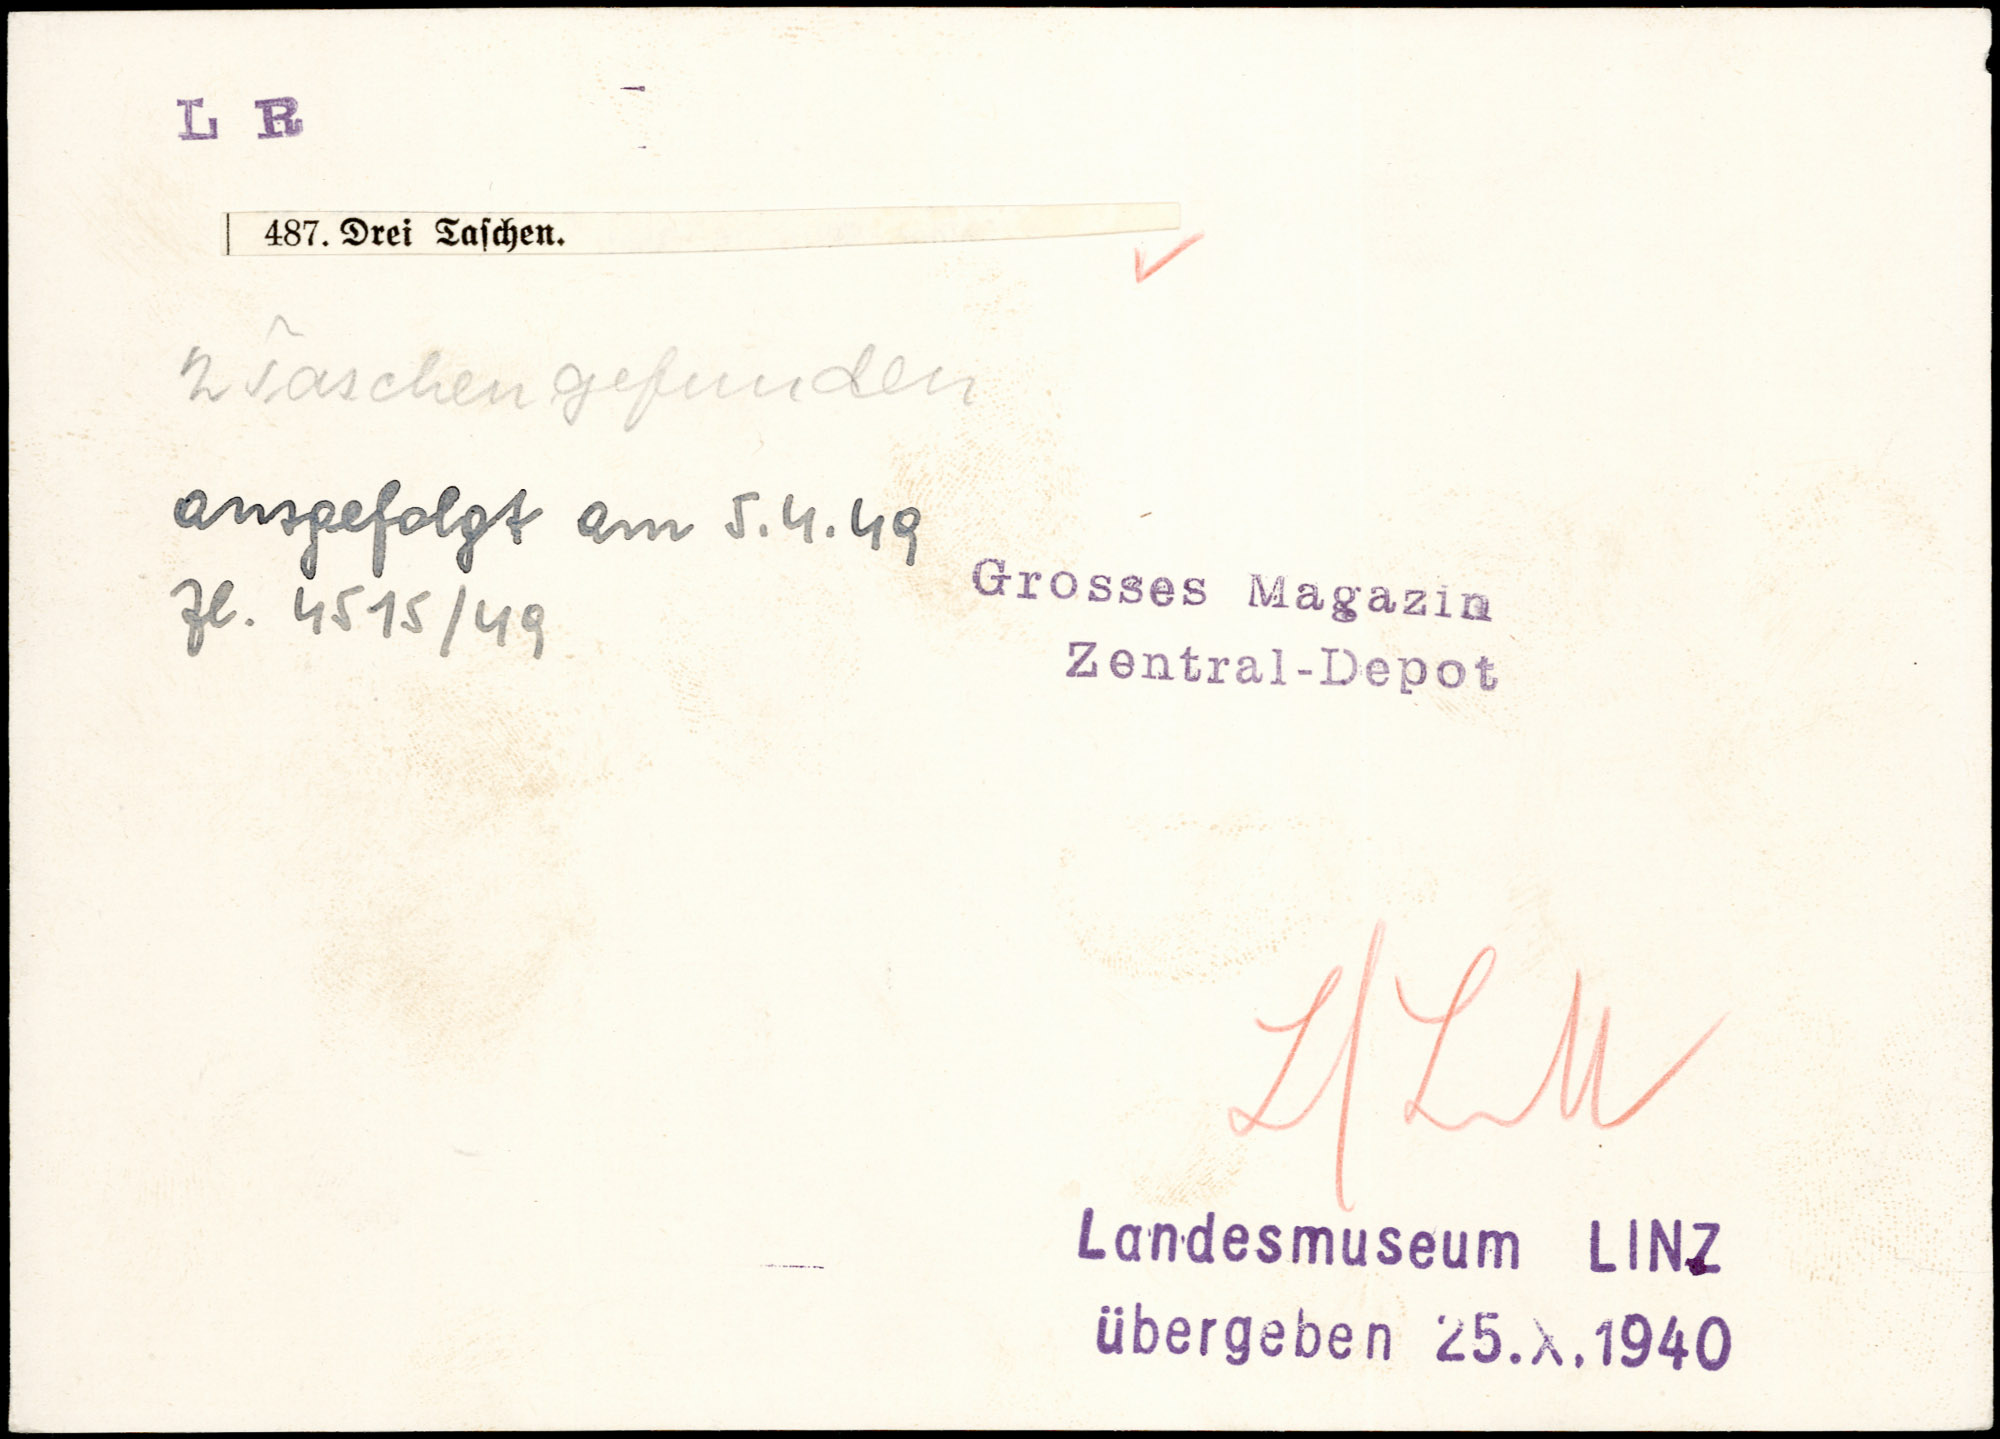 L R
487. Drei Taschen.
2 Taschen gefunden
ausgefolgt am 5.4.49
Zl. 4515/49
Grosses Magazin
Zentral-Depot
Landesmuseum LINZ
übergeben 25.X.1940